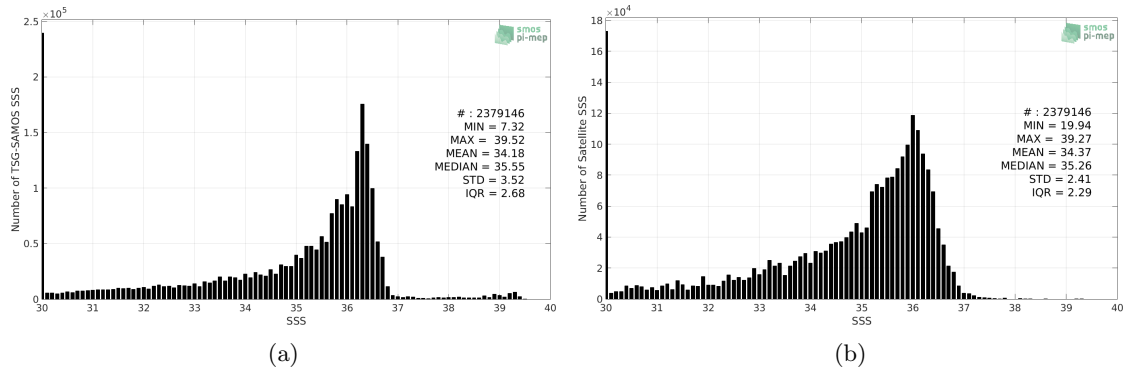 ×10⁵
2.5
2
1.5
1
0.5
0
Number of TSG-SAMOS SSS
smos
pi-mep
# : 2379146
MIN = 7.32
MAX = 39.52
MEAN = 34.18
MEDIAN = 35.55
STD = 3.52
IQR = 2.68
30 31 32 33 34 35 36 37 38 39 40
SSS
(a)
×10⁴
18
16
14
12
10
8
6
4
2
0
Number of Satellite SSS
smos
pi-mep
# : 2379146
MIN = 19.94
MAX = 39.27
MEAN = 34.37
MEDIAN = 35.26
STD = 2.41
IQR = 2.29
30 31 32 33 34 35 36 37 38 39 40
SSS
(b)